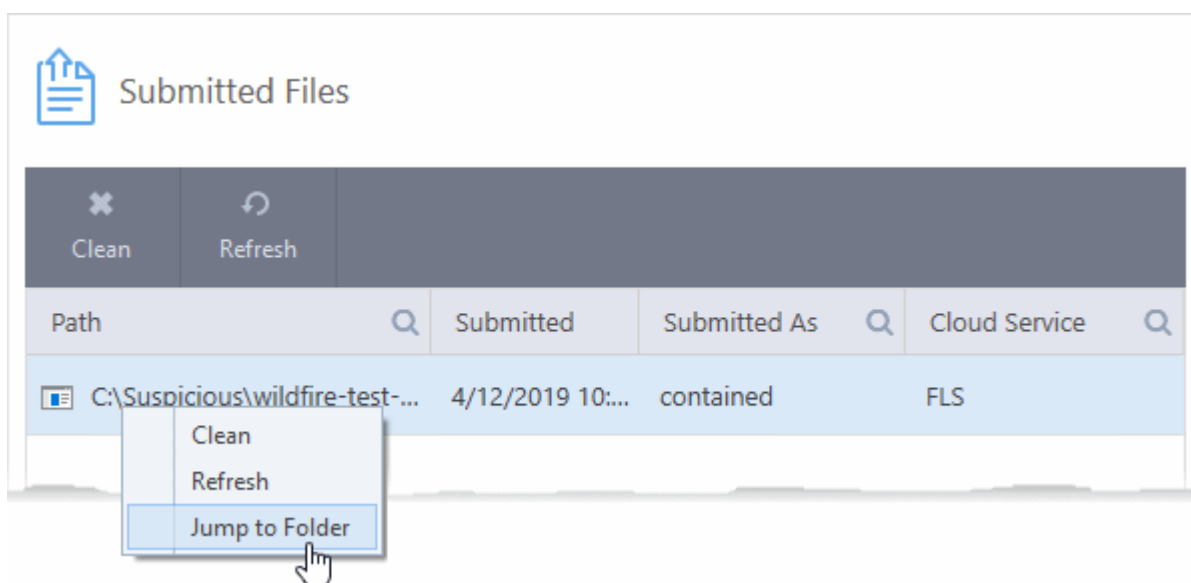 Submitted Files
Clean Refresh
Path Submitted Submitted As Cloud Service
C:\Suspicious\wildfire-test-... 4/12/2019 10:... contained FLS
Clean
Refresh
Jump to Folder